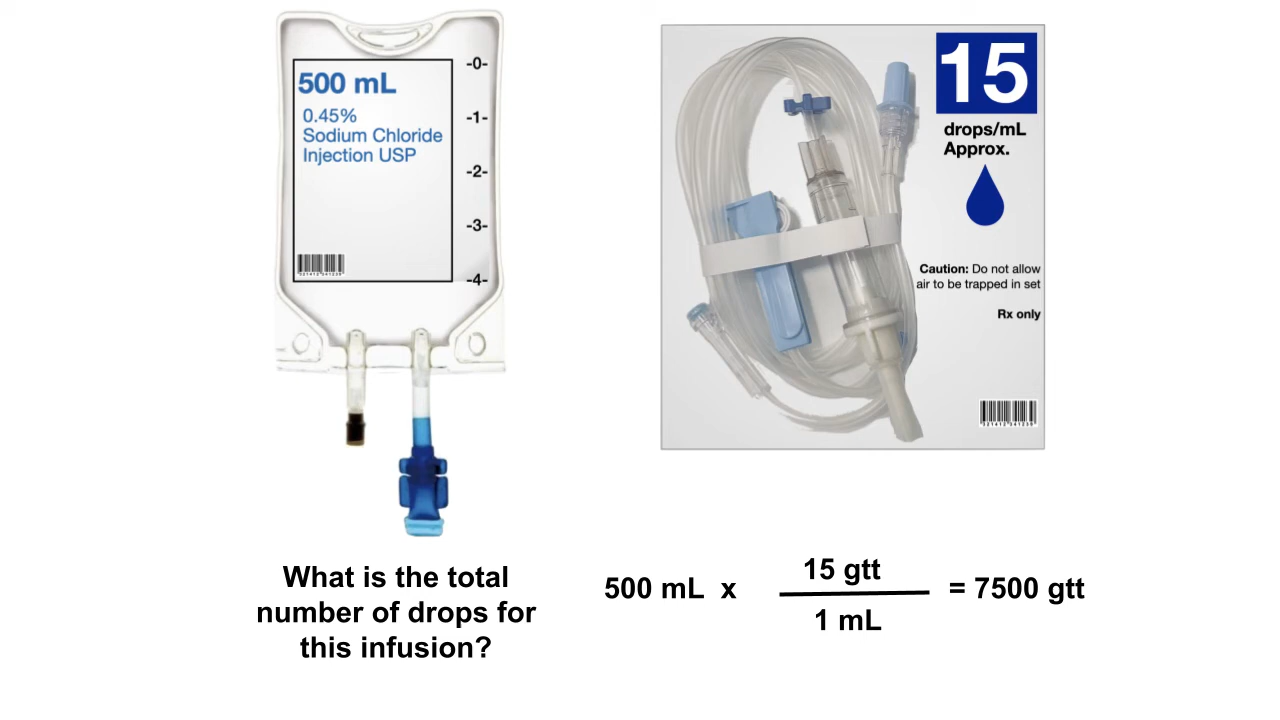 500 mL
0.45%
Sodium Chloride
Injection USP
-0-
-1-
-2-
-3-
-4-
15
drops/mL
Approx.
Caution: Do not allow
air to be trapped in set
Rx only
What is the total
number of drops for
this infusion?
500 mL x
15 gtt
1 mL
= 7500 gtt